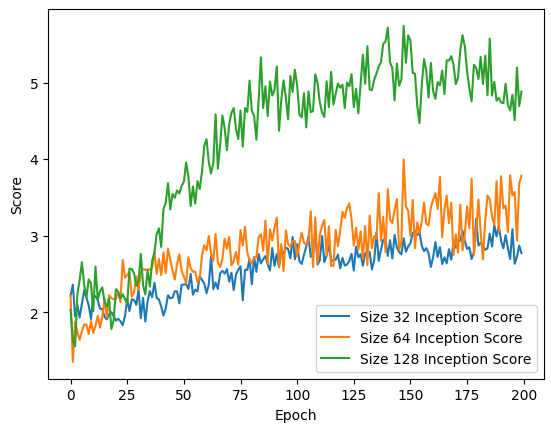 Score
5
4
3
2
0 25 50 75 100 125 150 175 200
Epoch
Size 32 Inception Score
Size 64 Inception Score
Size 128 Inception Score